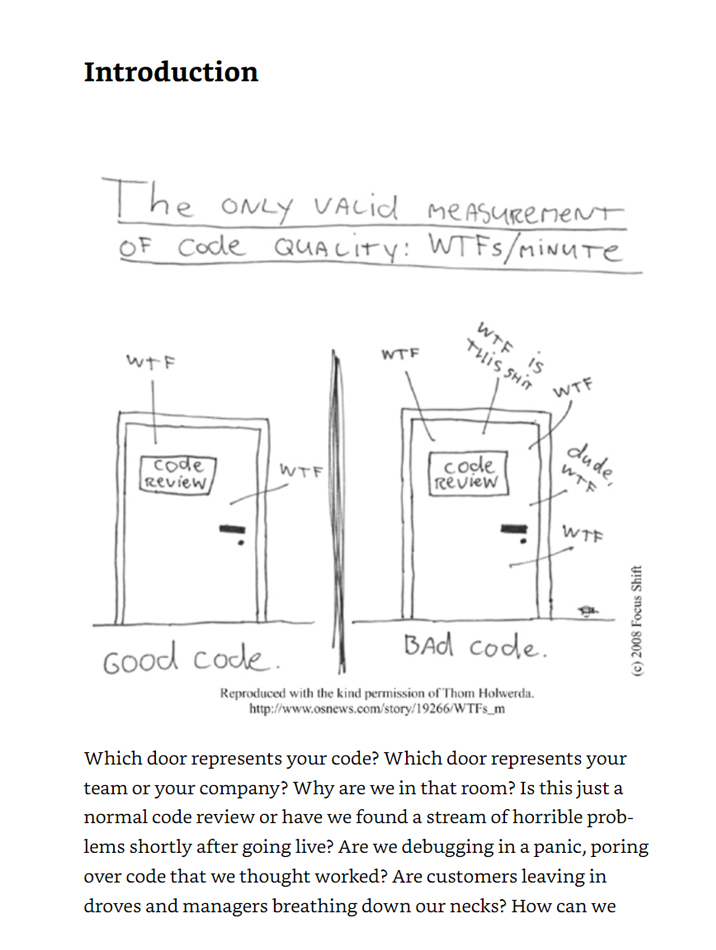 Introduction
The ONLY VALid MEASUREMENT
OF Code QUALITY: WTFs/MINUTE
WTF
code
REVIEW
WTF
GOOD CODE.
WTF
WTF IS
THIS SHIT
WTF
code
REVIEW
dude,
WTF
WTF
BAd code.
(c) 2008 Focus Shift
Reproduced with the kind permission of Thom Holwerda.
http://www.osnews.com/story/19266/WTFs_m
Which door represents your code? Which door represents your
team or your company? Why are we in that room? Is this just a
normal code review or have we found a stream of horrible prob-
lems shortly after going live? Are we debugging in a panic, poring
over code that we thought worked? Are customers leaving in
droves and managers breathing down our necks? How can we